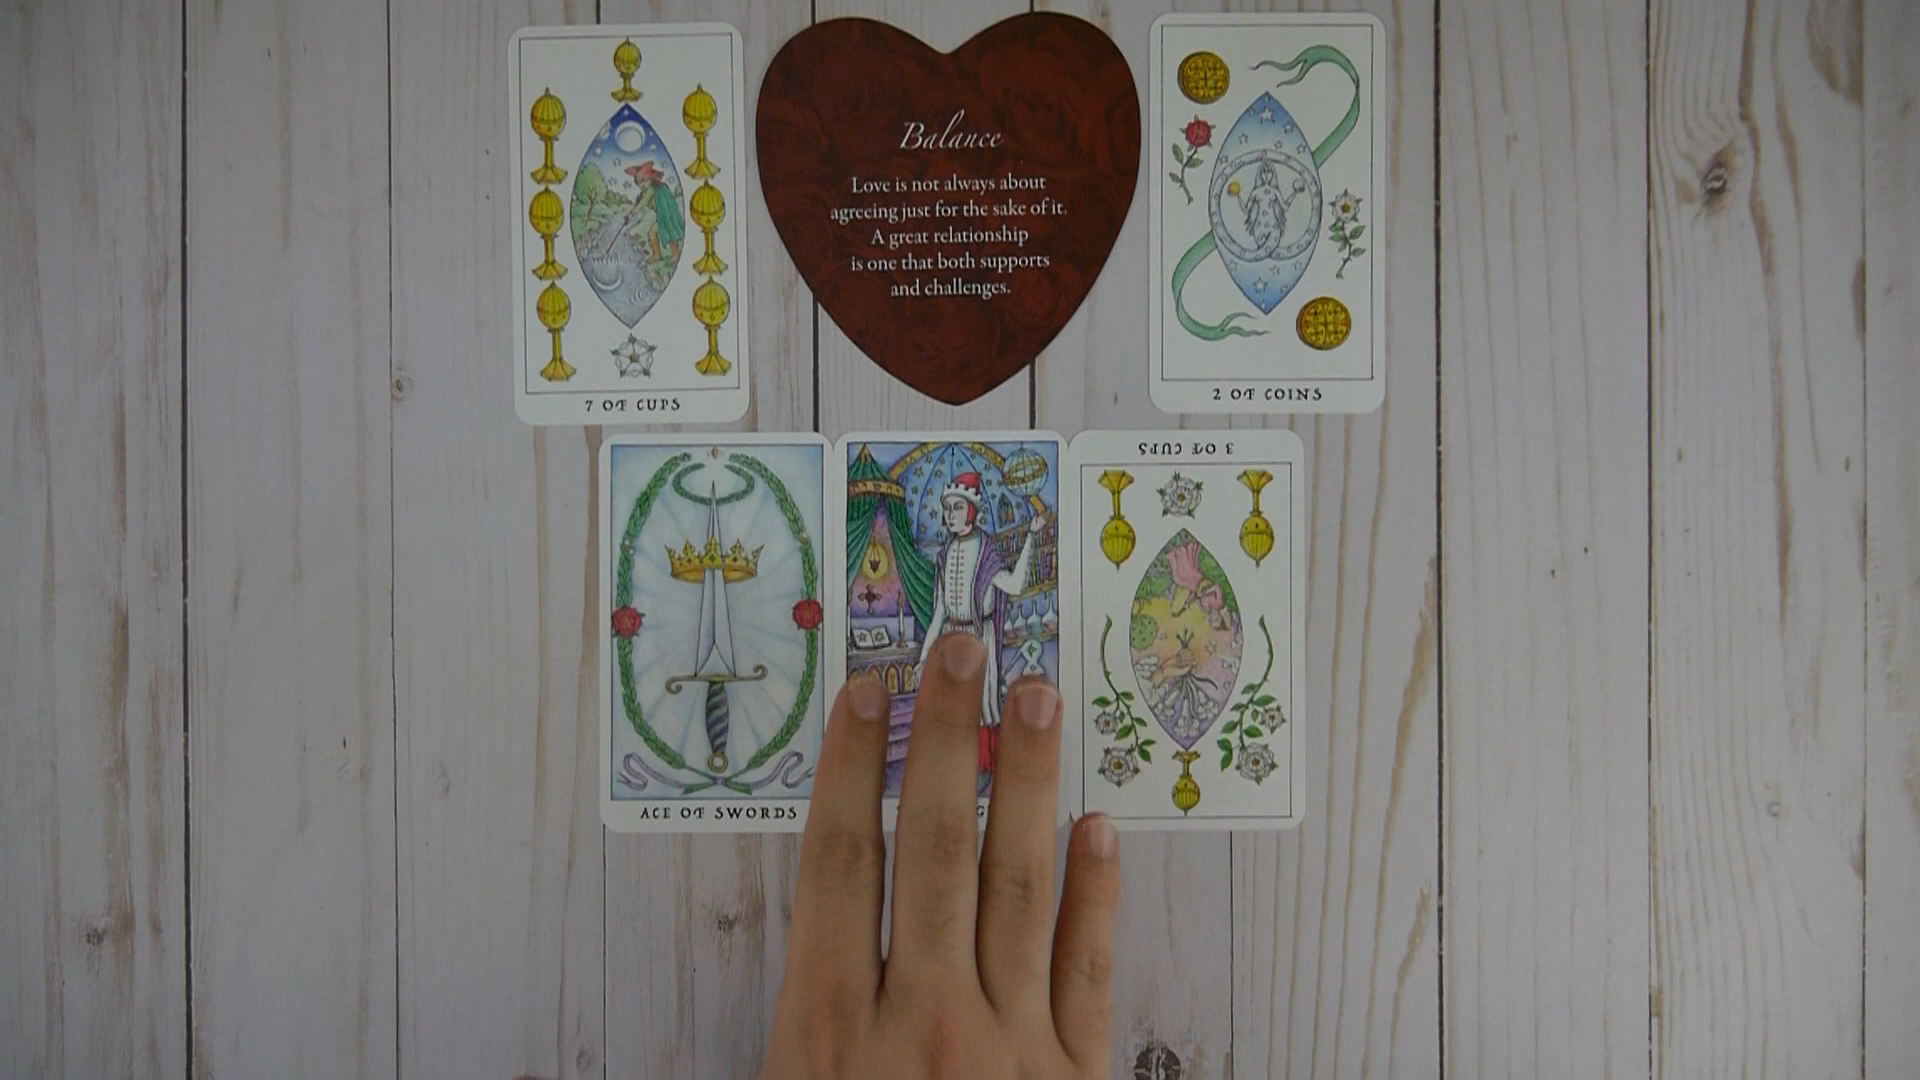 7 OF CUPS
Balance
Love is not always about
agreeing just for the sake of it.
A great relationship
is one that both supports
and challenges.
2 OF COINS
ACE OF SWORDS
3 OF CUPS